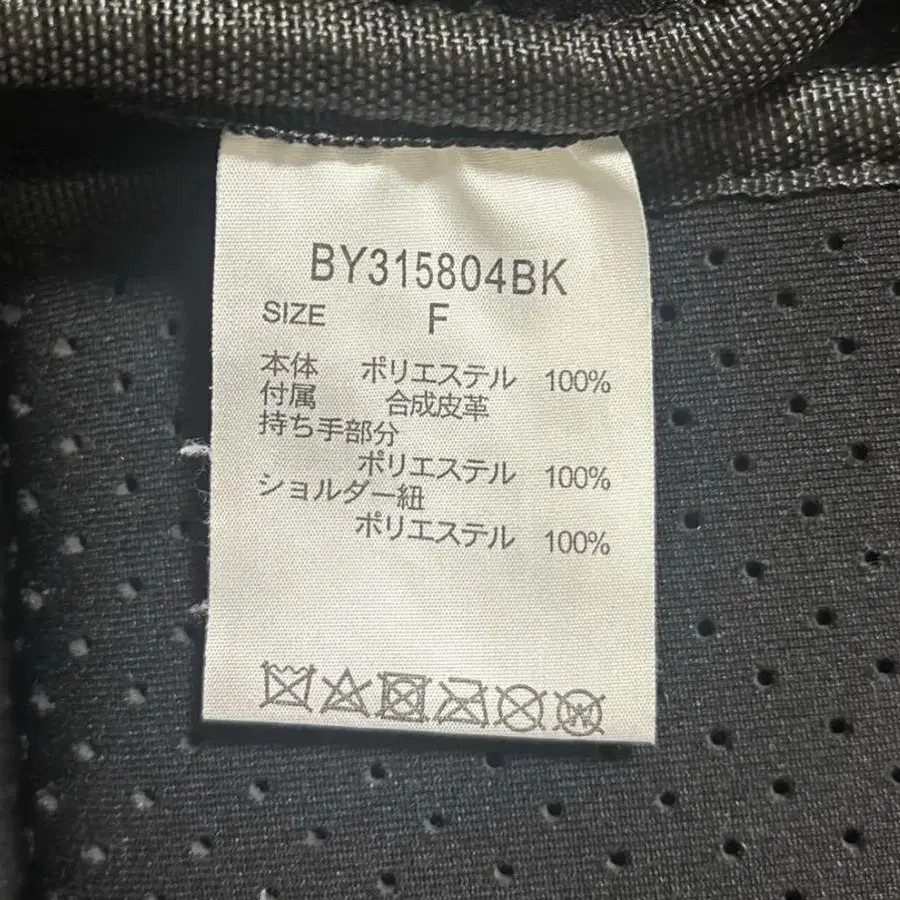 BY315804BK
SIZE F
本体 ポリエステル 100%
付属 合成皮革
持ち手部分
ポリエステル 100%
ショルダー紐
ポリエステル 100%